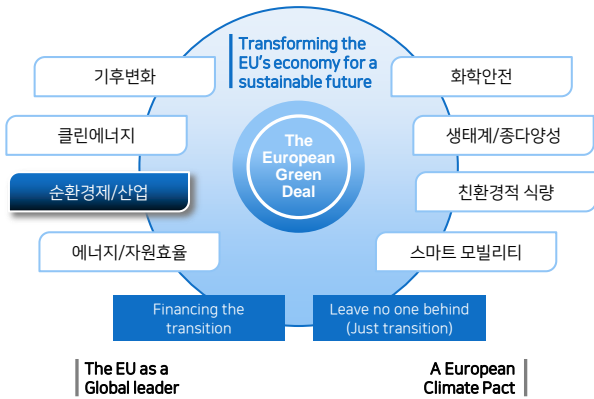 Transforming the
EU's economy for a
sustainable future
기후변화
화학안전
클린에너지
생태계/종다양성
The
European
Green
Deal
순환경제/산업
친환경적 식량
에너지/자원효율
스마트 모빌리티
Financing the
transition
Leave no one behind
(Just transition)
The EU as a
Global leader
A European
Climate Pact